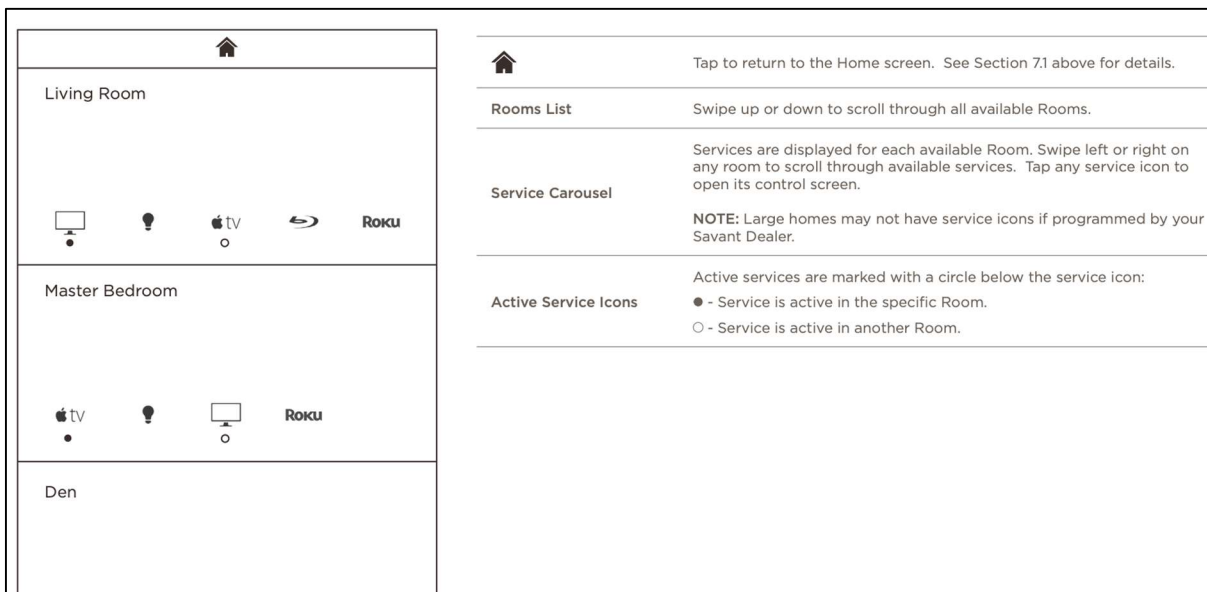 Living Room
tv
Roku
Master Bedroom
tv
Roku
Den
Tap to return to the Home screen. See Section 7.1 above for details.
Rooms List
Swipe up or down to scroll through all available Rooms.
Service Carousel
Services are displayed for each available Room. Swipe left or right on
any room to scroll through available services. Tap any service icon to
open its control screen.
NOTE: Large homes may not have service icons if programmed by your
Savant Dealer.
Active Service Icons
Active services are marked with a circle below the service icon:
● - Service is active in the specific Room.
○ - Service is active in another Room.